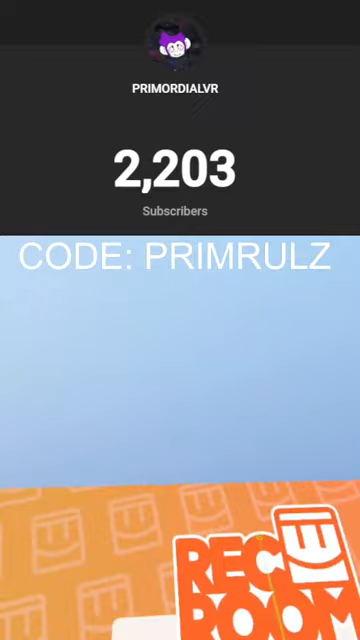 PRIMORDIALVR
2,203
Subscribers
CODE: PRIMRULZ
REC
ROOM